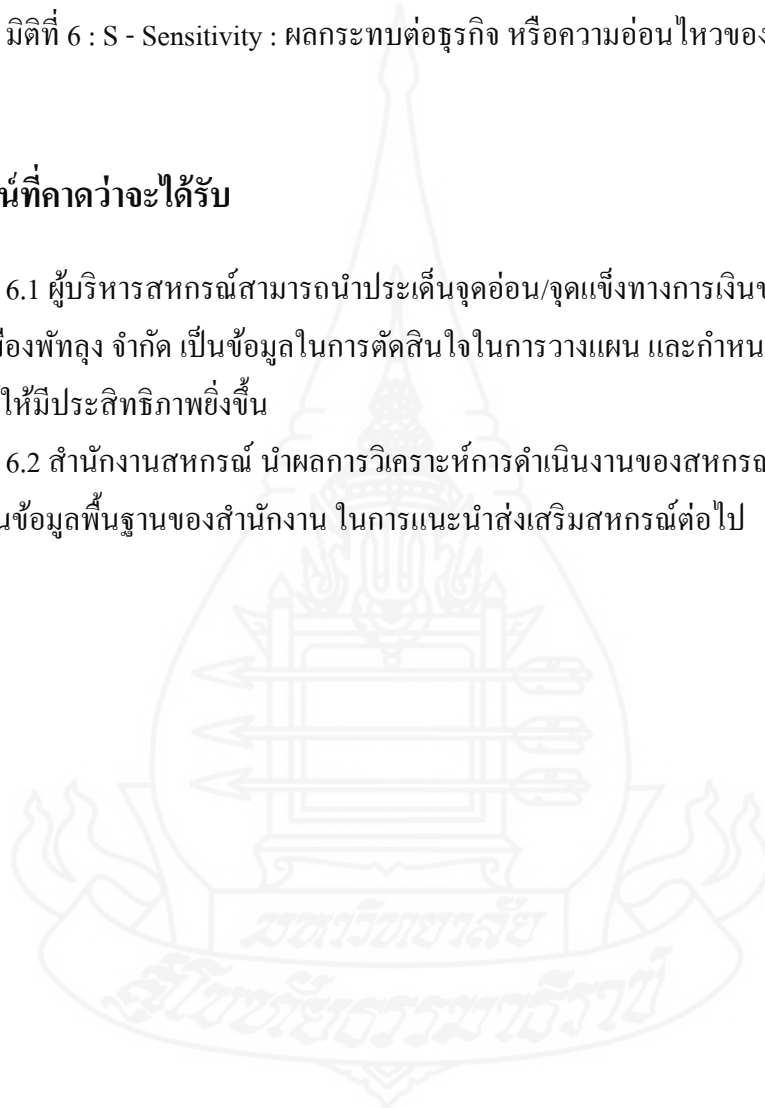 มิติที่ 6 : S - Sensitivity : ผลกระทบต่อธุรกิจ หรือความอ่อนไหวของ
น์ที่คาดว่าจะได้รับ
6.1 ผู้บริหารสหกรณ์สามารถนำประเด็นจุดอ่อน/จุดแข็งทางการเงินข
มืองพัทลุง จำกัด เป็นข้อมูลในการตัดสินใจในการวางแผน และกำหน
ให้มีประสิทธิภาพยิ่งขึ้น
6.2 สำนักงานสหกรณ์ นำผลการวิเคราะห์การดำเนินงานของสหกรณ
นข้อมูลพื้นฐานของสำนักงาน ในการแนะนำส่งเสริมสหกรณ์ต่อไป
มหาวิทยาลัย
สุโขทัยธรรมาธิราช